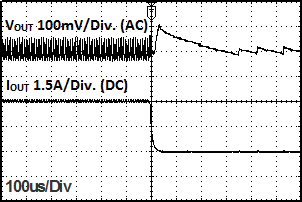 VOUT 100mV/Div. (AC)
IOUT 1.5A/Div. (DC)
100us/Div